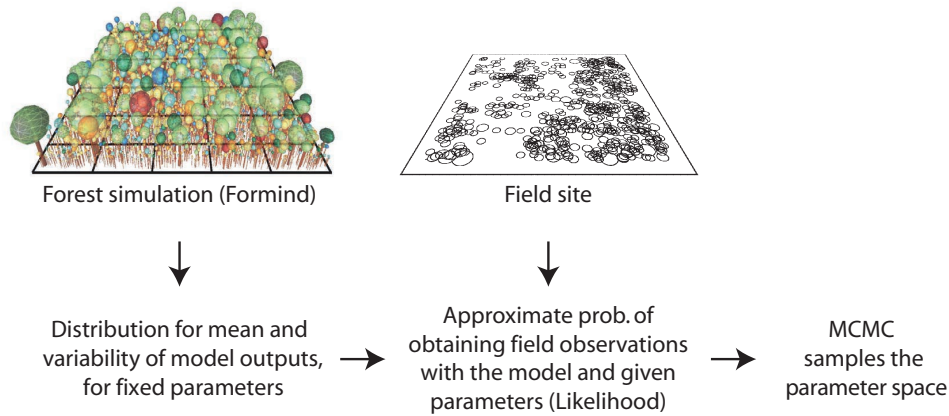 Forest simulation (Formind)
Field site
Distribution for mean and
variability of model outputs,
for fixed parameters
Approximate prob. of
obtaining field observations
with the model and given
parameters (Likelihood)
MCMC
samples the
parameter space